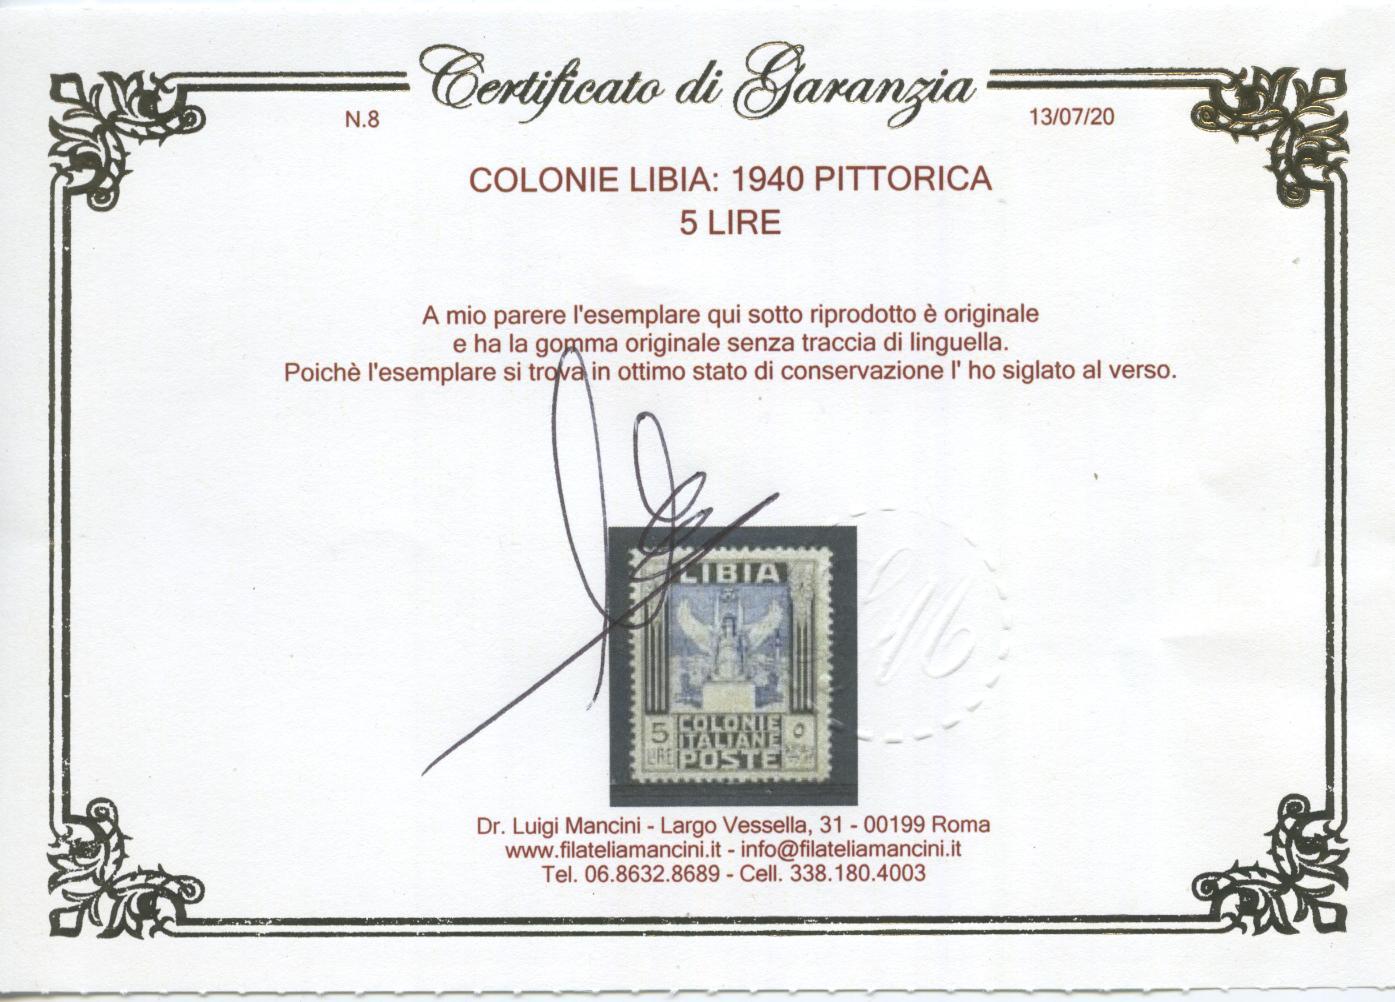 Certificato di Garanzia
N.8
13/07/20
COLONIE LIBIA: 1940 PITTORICA
5 LIRE
A mio parere l'esemplare qui sotto riprodotto è originale
e ha la gomma originale senza traccia di linguella.
Poichè l'esemplare si trova in ottimo stato di conservazione l' ho siglato al verso.
LIBIA
5
LIRE
COLONIE
ITALIANE
POSTE
٥
Dr. Luigi Mancini - Largo Vessella, 31 - 00199 Roma
www.filateliamancini.it - info@filateliamancini.it
Tel. 06.8632.8689 - Cell. 338.180.4003